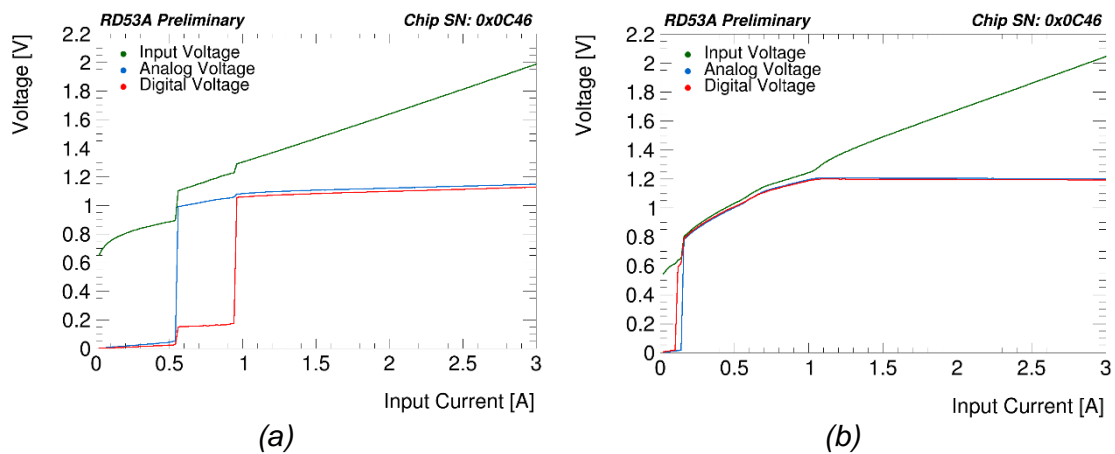 RD53A Preliminary
Chip SN: 0x0C46
Voltage [V]
2.2
2
1.8
1.6
1.4
1.2
1
0.8
0.6
0.4
0.2
0
Input Voltage
Analog Voltage
Digital Voltage
0
0.5
1
1.5
2
2.5
3
Input Current [A]
(a)
RD53A Preliminary
Chip SN: 0x0C46
Voltage [V]
2.2
2
1.8
1.6
1.4
1.2
1
0.8
0.6
0.4
0.2
0
Input Voltage
Analog Voltage
Digital Voltage
0
0.5
1
1.5
2
2.5
3
Input Current [A]
(b)